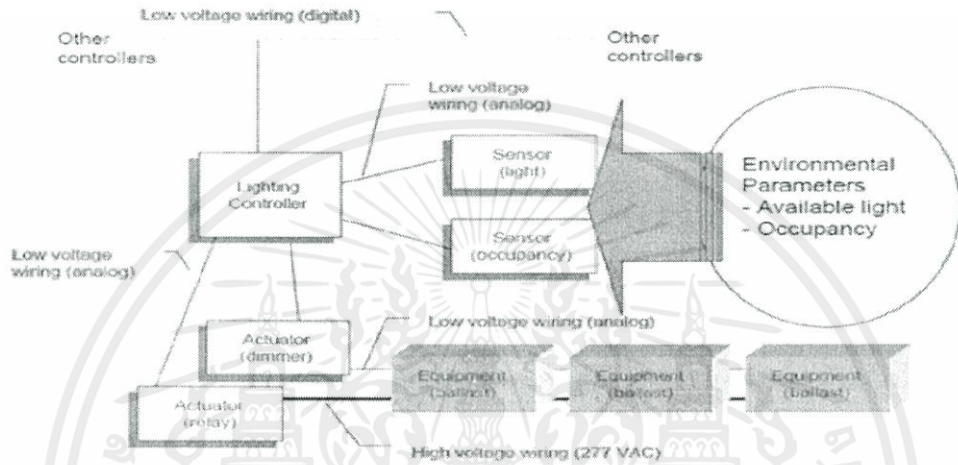 Low voltage wiring (digital)
Other
controllers
Other
controllers
Low voltage
wiring (analog)
Sensor
(light)
Lighting
Controller
Environmental
Parameters
- Available light
- Occupancy
Sensor
(occupancy)
Low voltage
wiring (analog)
Low voltage wiring (analog)
Actuator
(dimmer)
Equipment
(ballast)
Equipment
(ballast)
Equipment
(ballast)
Actuator
(relay)
High voltage wiring (277 VAC)